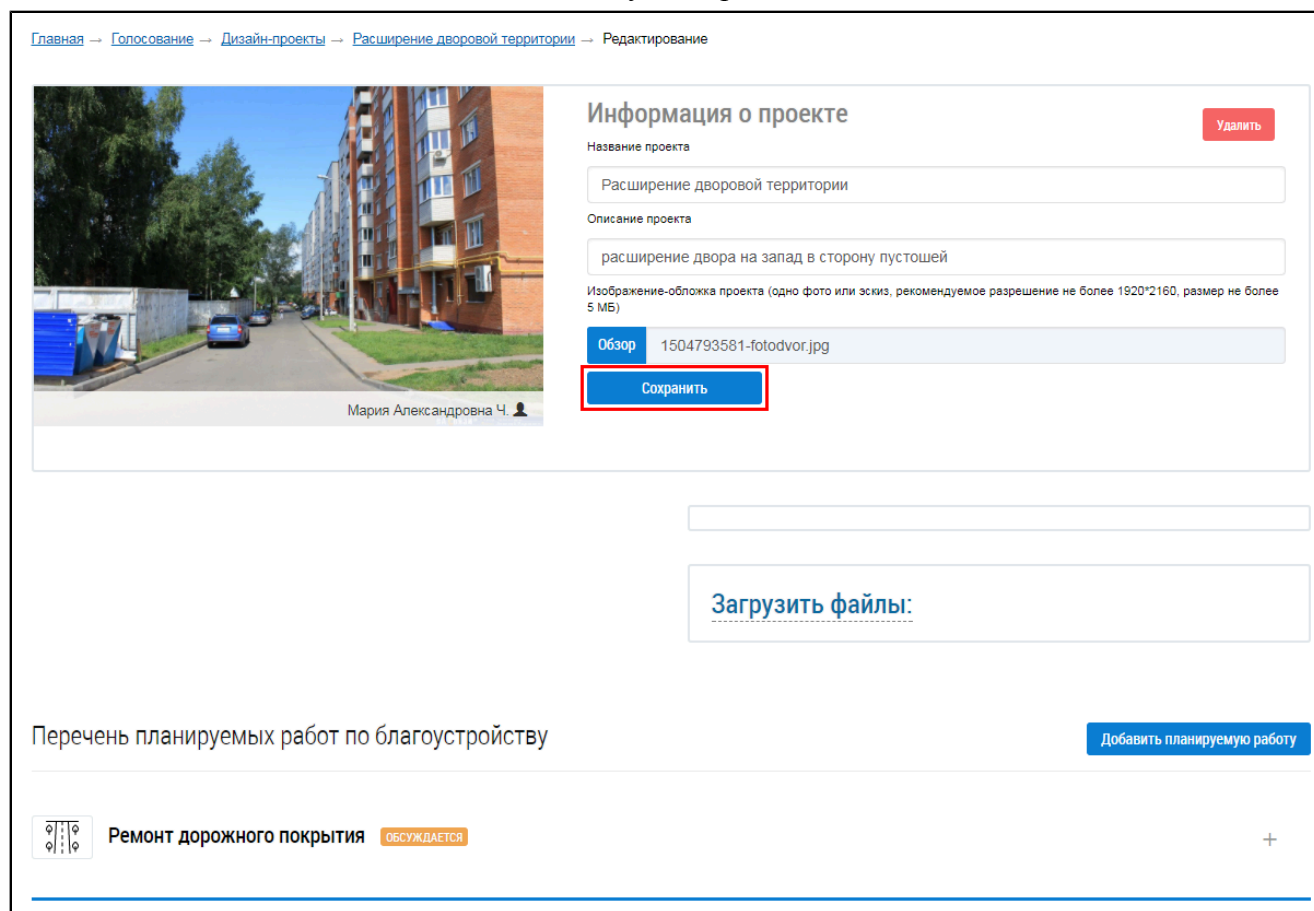 Главная → Голосование → Дизайн-проекты → Расширение дворовой территории → Редактирование
Информация о проекте
Удалить
Название проекта
Расширение дворовой территории
Описание проекта
расширение двора на запад в сторону пустошей
Изображение-обложка проекта (одно фото или эскиз, рекомендуемое разрешение не более 1920*2160, размер не более
5 МБ)
Обзор 1504793581-fotodvor.jpg
Сохранить
Мария Александровна Ч.
Загрузить файлы:
Перечень планируемых работ по благоустройству
Добавить планируемую работу
Ремонт дорожного покрытия ОБСУЖДАЕТСЯ
+